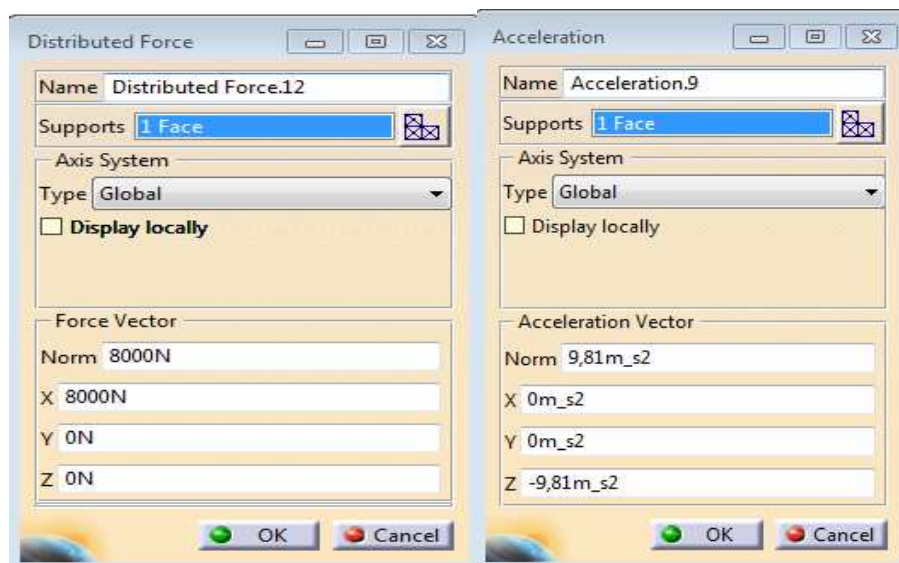 Distributed Force
Name Distributed Force.12
Supports 1 Face
Axis System
Type Global
Display locally
Force Vector
Norm 8000N
X 8000N
Y 0N
Z 0N
OK Cancel
Acceleration
Name Acceleration.9
Supports 1 Face
Axis System
Type Global
Display locally
Acceleration Vector
Norm 9,81m_s2
X 0m_s2
Y 0m_s2
Z -9,81m_s2
OK Cancel